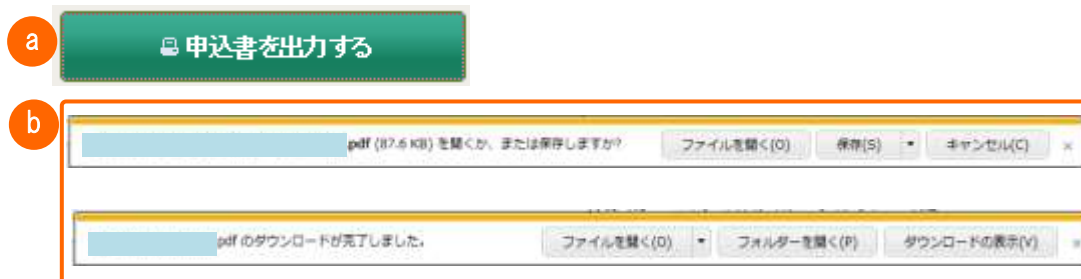 a
申込書を出力する
b
.pdf (87.6 KB) を開くか、または保存しますか? ファイルを開く(O) 保存(S) ▼ キャンセル(C) ×
pdf のダウンロードが完了しました。 ファイルを開く(O) ▼ フォルダーを開く(P) ダウンロードの表示(V) ×